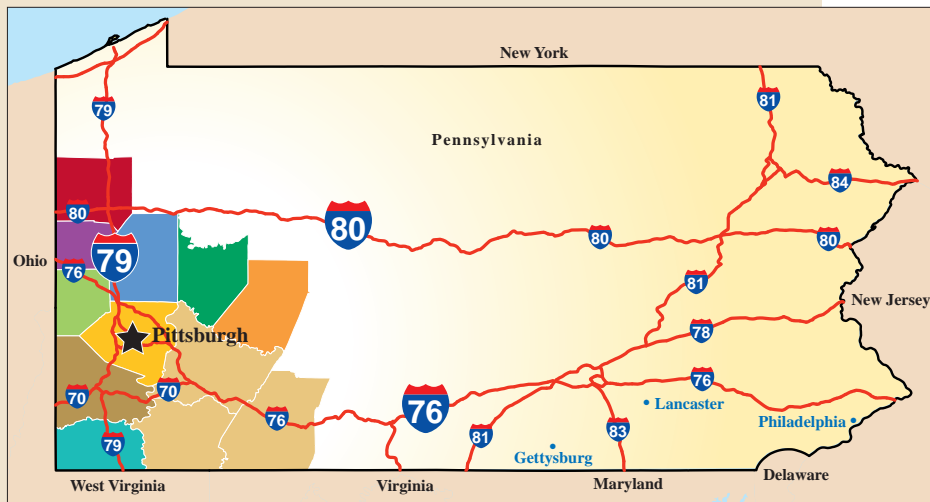 New York
81
79
Pennsylvania
84
80
80
80
80
79
Ohio
76
81
New Jersey
Pittsburgh
78
70
70
76
76
76
Lancaster
Philadelphia
81
83
79
Gettysburg
West Virginia
Virginia
Maryland
Delaware